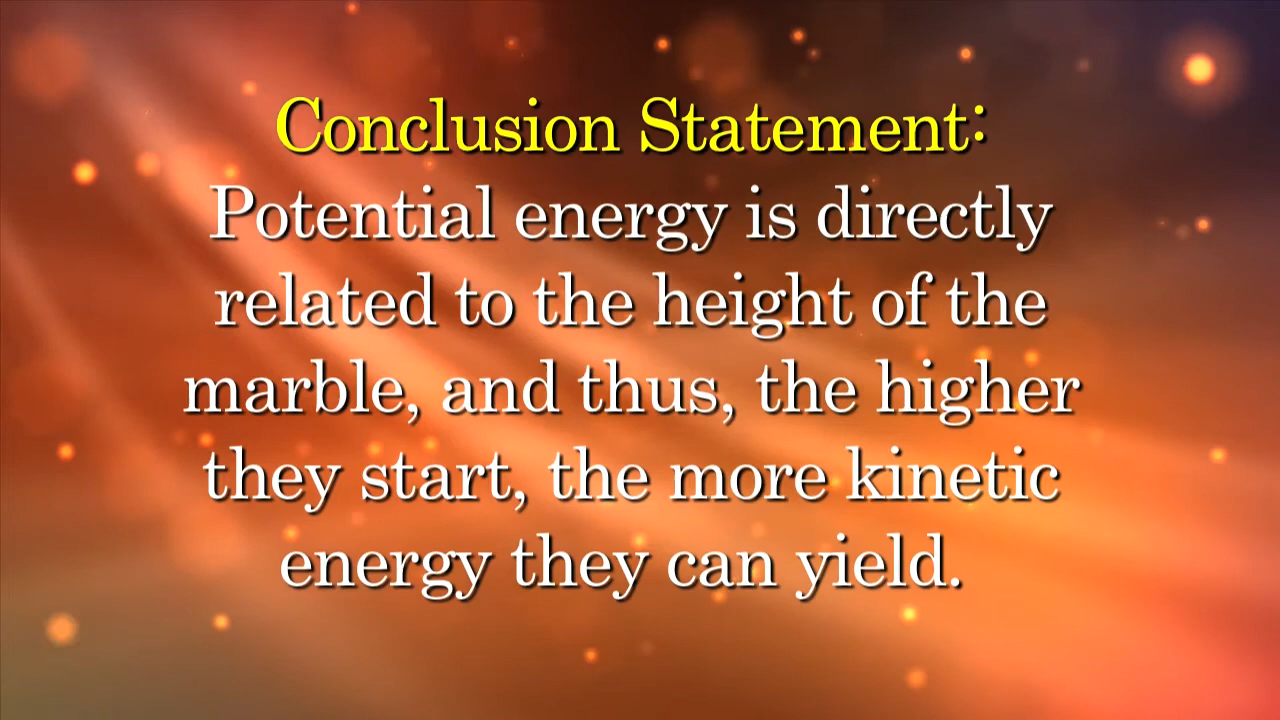 Conclusion Statement:
Potential energy is directly
related to the height of the
marble, and thus, the higher
they start, the more kinetic
energy they can yield.